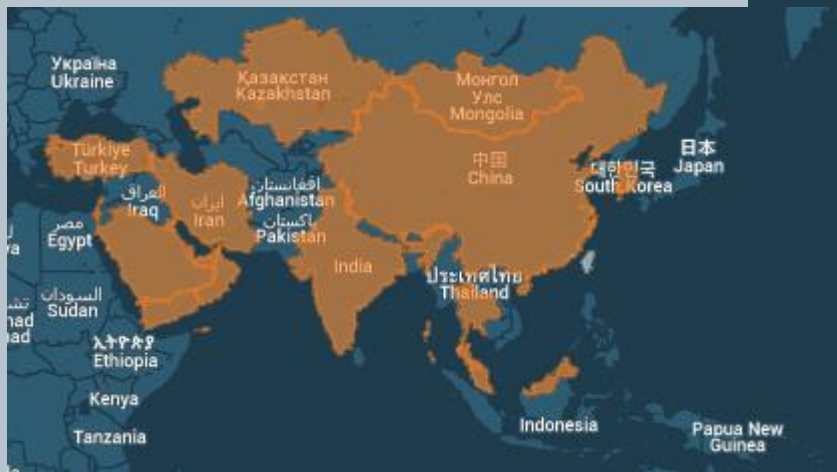 Україна
Ukraine
Қазақстан
Kazakhstan
Монгол
Улс
Mongolia
日本
Japan
Türkiye
Turkey
中国
China
대한민국
South Korea
العراق
Iraq
ایران
Iran
افغانستان
Afghanistan
پاکستان
Pakistan
مصر
Egypt
India
ประเทศไทย
Thailand
السودان
Sudan
ኢትዮጵያ
Ethiopia
Kenya
Tanzania
Indonesia
Papua New
Guinea